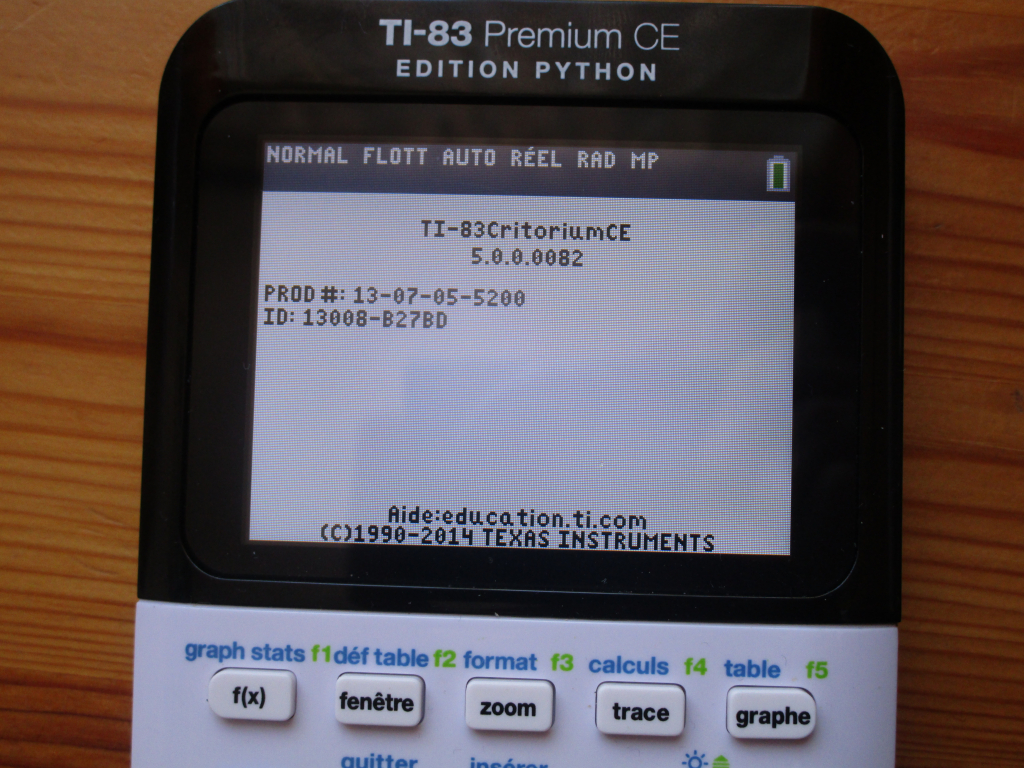 TI-83 Premium CE
EDITION PYTHON
NORMAL FLOTT AUTO RÉEL RAD MP
TI-83CritoriumCE
5.0.0.0082
PROD #: 13-07-05-5200
ID: 13008-B27BD
Aide:education.ti.com
(C)1990-2014 TEXAS INSTRUMENTS
graph stats f1 déf table f2 format f3 calculs f4 table f5
f(x) fenêtre zoom trace graphe
quitter insérer